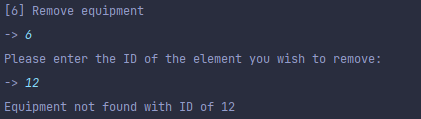 [6] Remove equipment
-> 6
Please enter the ID of the element you wish to remove:
-> 12
Equipment not found with ID of 12